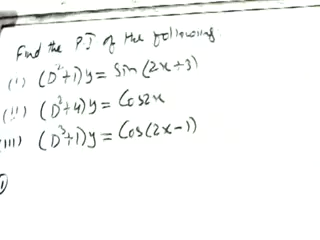 Find the PI of the following
(i) (D²+1)y = Sin(2x+3)
(ii) (D²+4)y = Cos2x
(iii) (D³+1)y = Cos(2x-1)